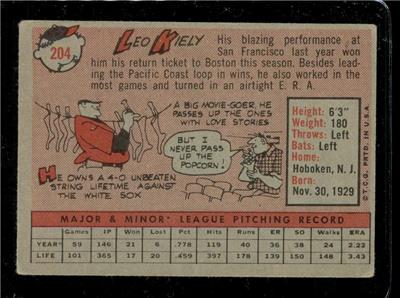 204
LEO KIELY
His blazing performance at
San Francisco last year won
him his return ticket to Boston this season. Besides lead-
ing the Pacific Coast loop in wins, he also worked in the
most games and turned in an airtight E. R. A.
A BIG MOVIE-GOER, HE
PASSES UP THE ONES
WITH LOVE STORIES
BUT I
NEVER PASS
UP THE
POPCORN!
HE OWNS A 4-0 UNBEATEN
STRING LIFETIME AGAINST
THE WHITE SOX
Height: 6'3"
Weight: 180
Throws: Left
Bats: Left
Home:
Hoboken, N. J.
Born:
Nov. 30, 1929
© T. C. G. PRTD. IN U.S.A.
MAJOR & MINOR LEAGUE PITCHING RECORD
Games IP Won Lost Pct. Hits Runs ER SO Walks ERA
YEAR 59 146 21 6 .778 119 40 36 38 24 2.22
LIFE 101 365 17 20 .459 397 158 139 150 148 3.43